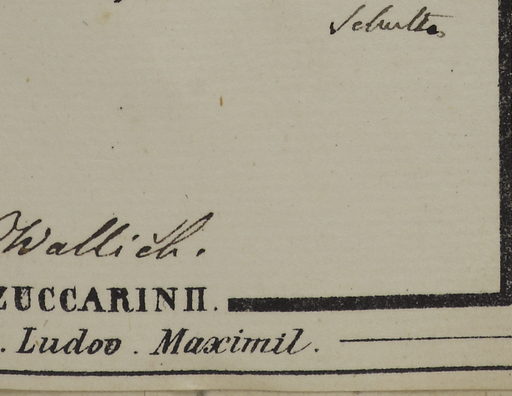 Schultes
Wallich.
ZUCCARINII.
. Ludov . Maximil.